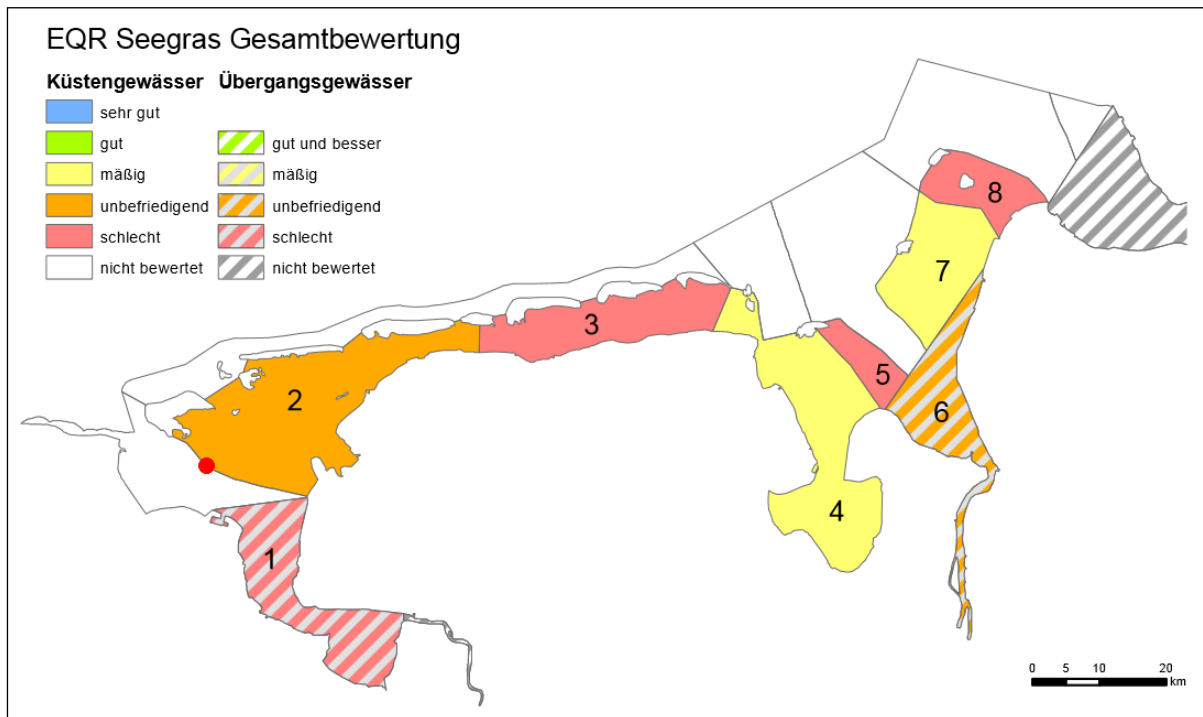 EQR Seegras Gesamtbewertung
Küstengewässer Übergangsgewässer
sehr gut
gut gut und besser
mäßig mäßig
unbefriedigend unbefriedigend
schlecht schlecht
nicht bewertet nicht bewertet
8
7
3
5
2
6
4
1
0 5 10 20
km